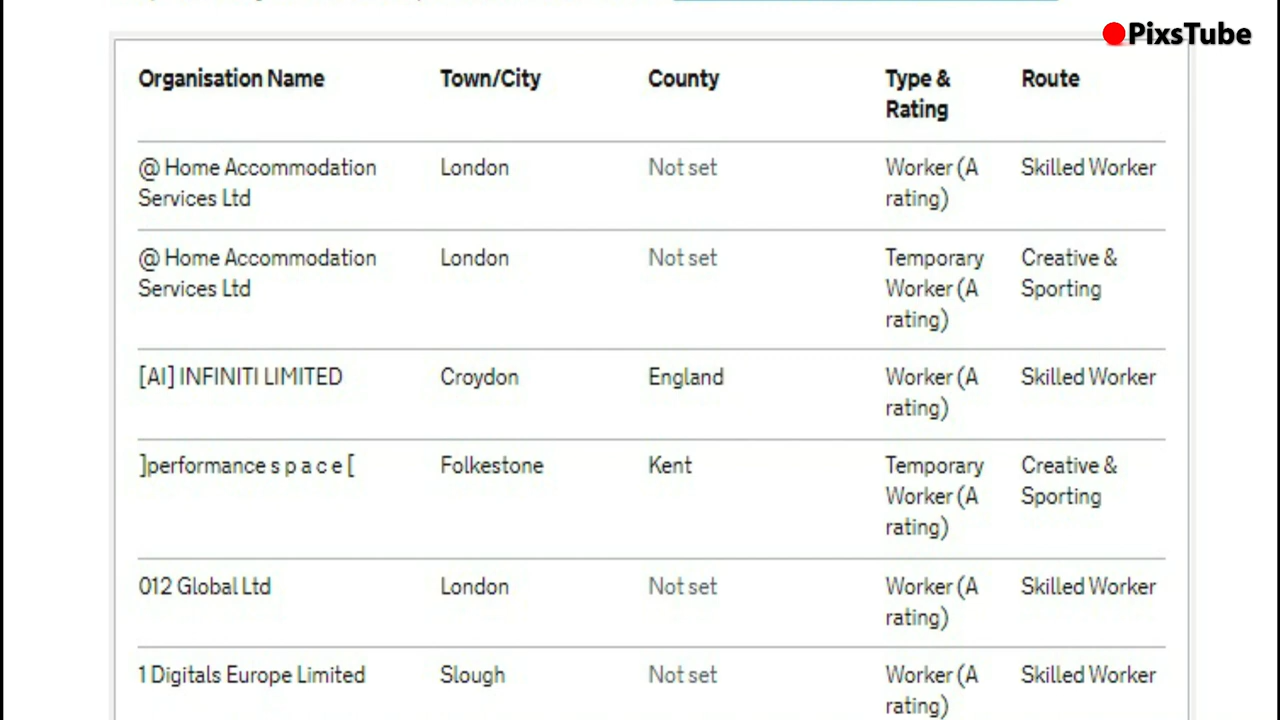 PixsTube
Organisation Name Town/City County Type & Route
Rating
@ Home Accommodation London Not set Worker (A Skilled Worker
Services Ltd rating)
@ Home Accommodation London Not set Temporary Creative &
Services Ltd Worker (A Sporting
rating)
[AI] INFINITI LIMITED Croydon England Worker (A Skilled Worker
rating)
]performance s p a c e [ Folkestone Kent Temporary Creative &
Worker (A Sporting
rating)
012 Global Ltd London Not set Worker (A Skilled Worker
rating)
1 Digitals Europe Limited Slough Not set Worker (A Skilled Worker
rating)